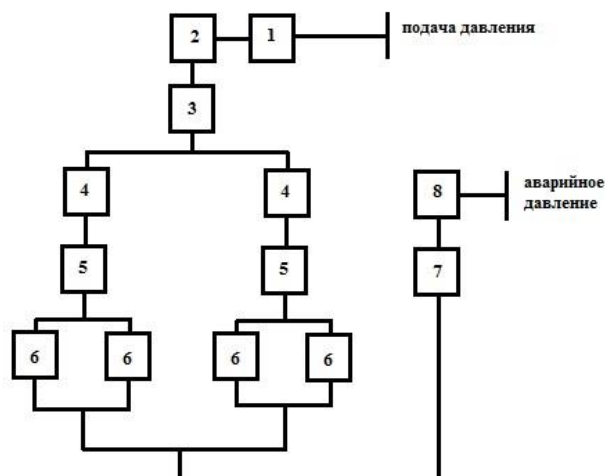 2 1 подача давления
3
4 4 8 аварийное
давление
5 5 7
6 6 6 6